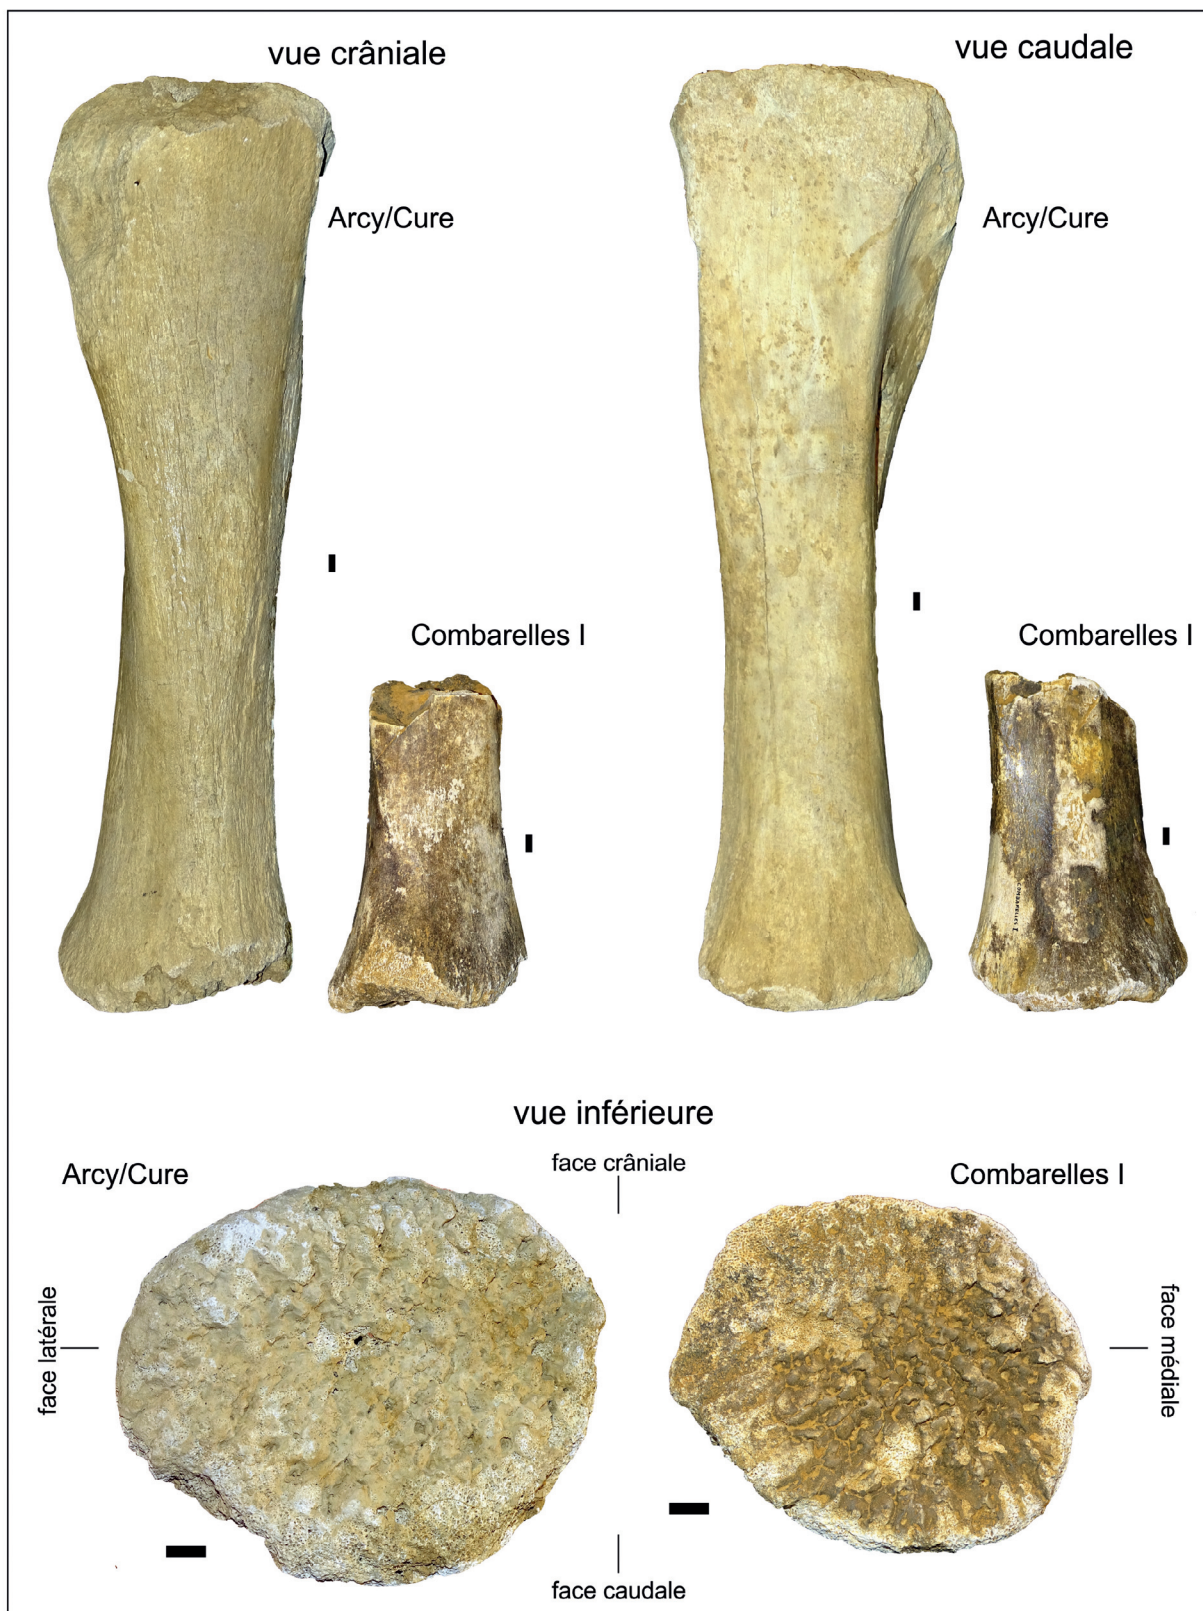 vue crâniale
vue caudale
Arcy/Cure
Arcy/Cure
Combarelles I
Combarelles I
COMBARELLES I
vue inférieure
Arcy/Cure
face crâniale
Combarelles I
face latérale
face médiale
face caudale